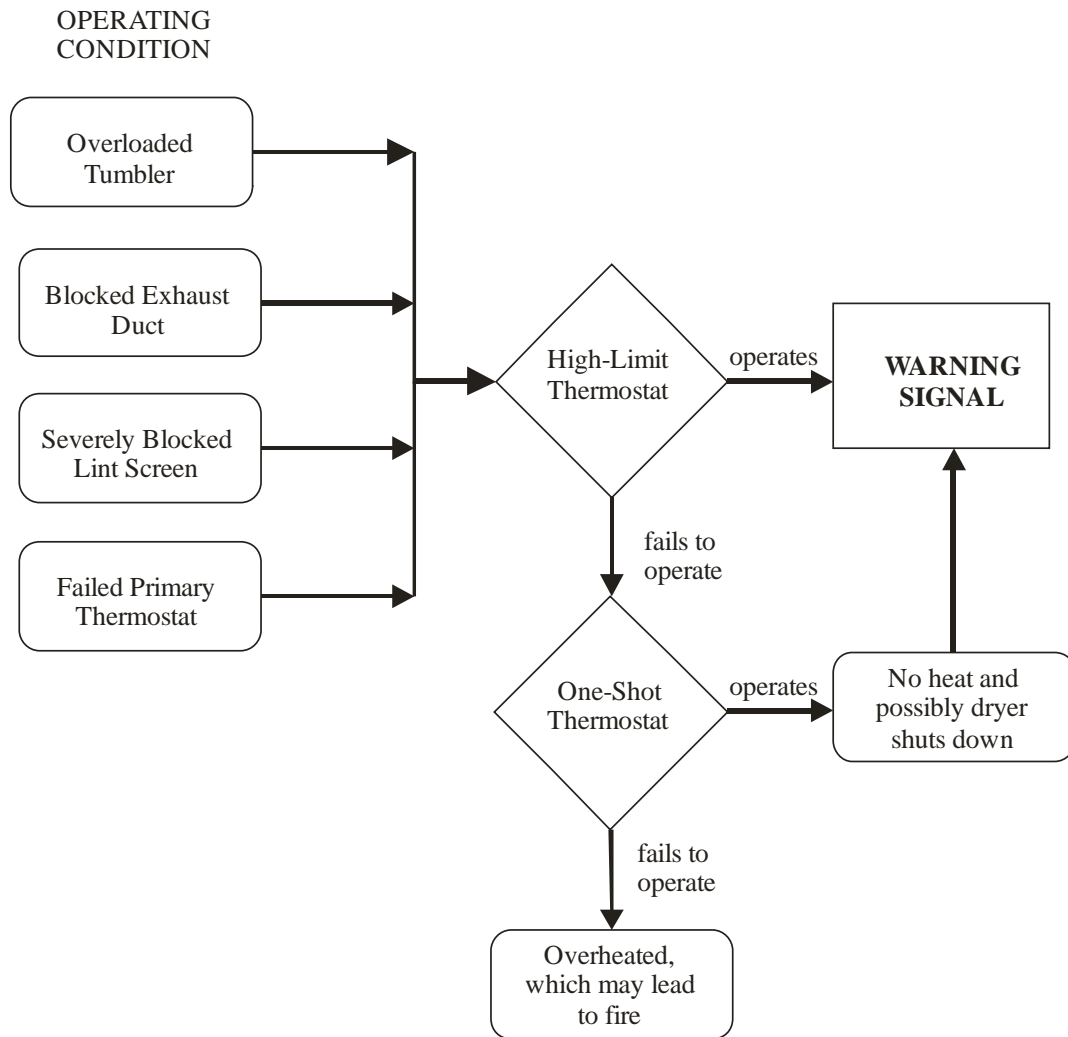 OPERATING
CONDITION
Overloaded
Tumbler
Blocked Exhaust
Duct
Severely Blocked
Lint Screen
Failed Primary
Thermostat
High-Limit
Thermostat
operates
WARNING
SIGNAL
fails to
operate
One-Shot
Thermostat
operates
No heat and
possibly dryer
shuts down
fails to
operate
Overheated,
which may lead
to fire